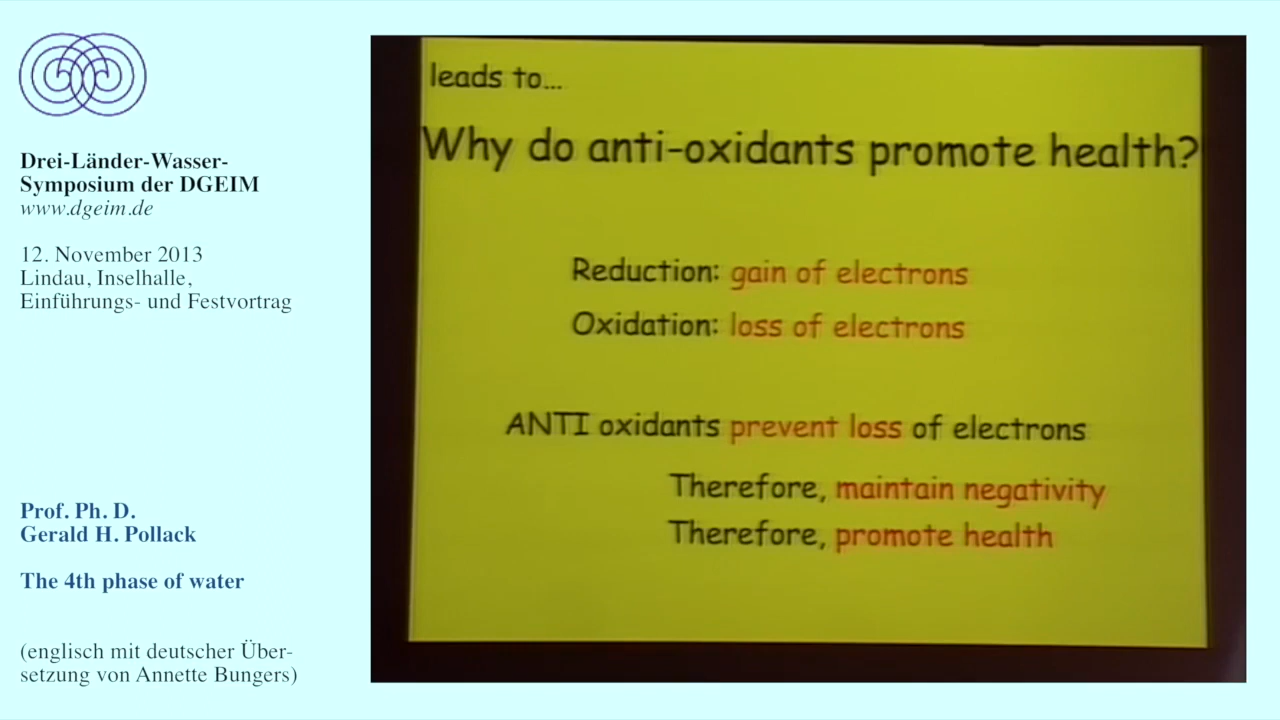 Drei-Länder-Wasser-
Symposium der DGEIM
www.dgeim.de
12. November 2013
Lindau, Inselhalle,
Einführungs- und Festvortrag
Prof. Ph. D.
Gerald H. Pollack
The 4th phase of water
(englisch mit deutscher Über-
setzung von Annette Bungers)
leads to...
Why do anti-oxidants promote health?
Reduction: gain of electrons
Oxidation: loss of electrons
ANTI oxidants prevent loss of electrons
Therefore, maintain negativity
Therefore, promote health